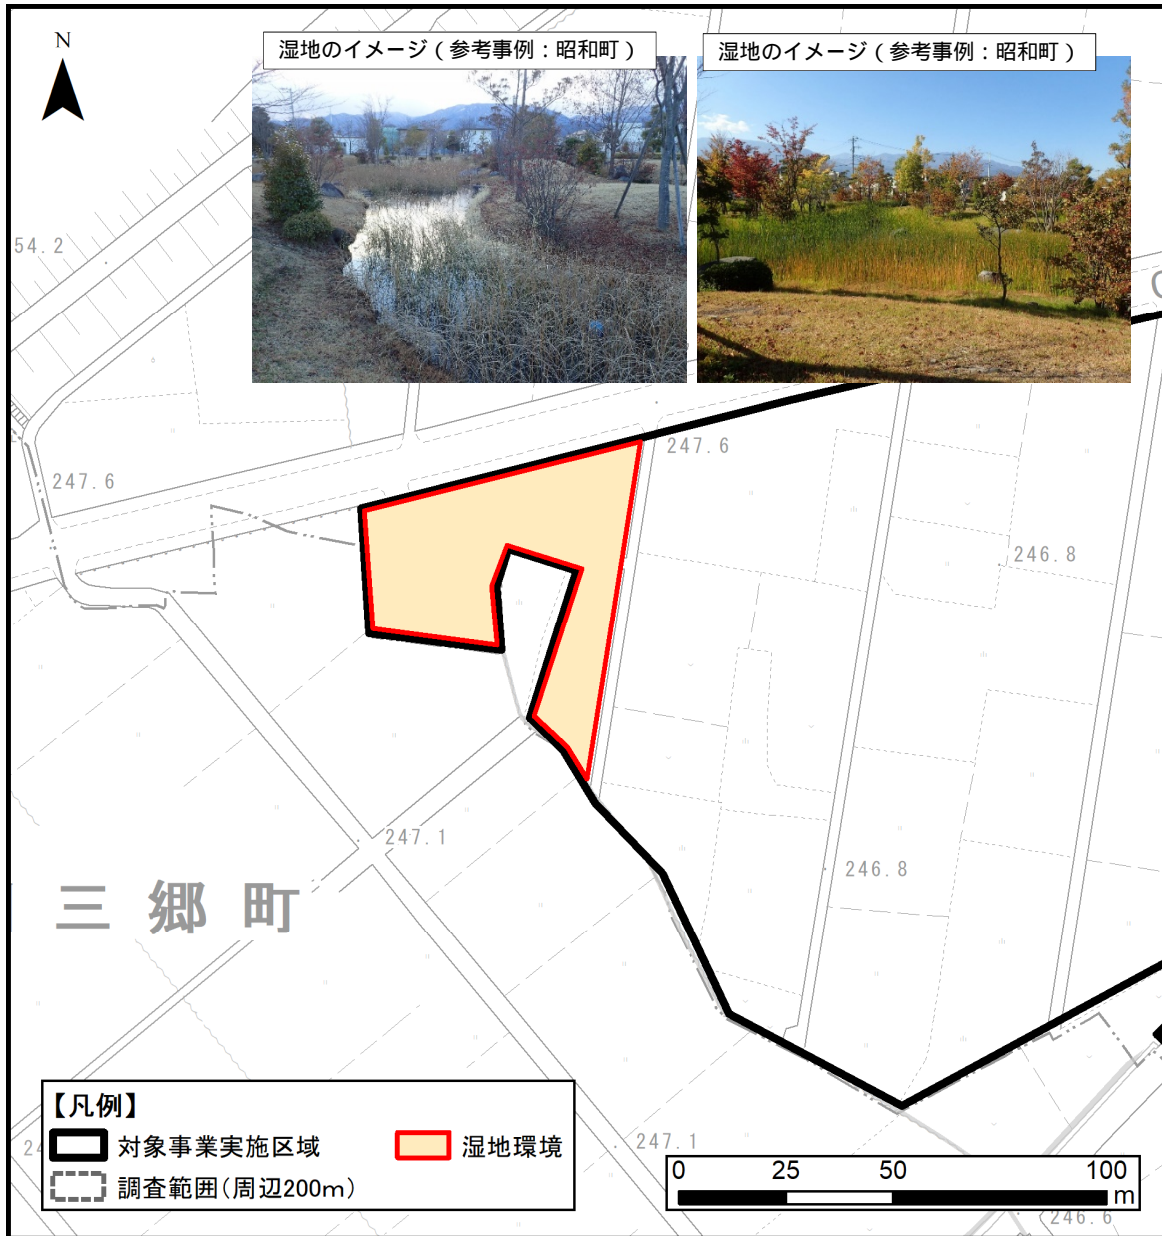 N
湿地のイメージ（参考事例：昭和町）
湿地のイメージ（参考事例：昭和町）
54.2
247.6
247.6
246.8
247.1
246.8
三郷町
247.1
246.6
【凡例】
対象事業実施区域
湿地環境
調査範囲(周辺200m)
0 25 50 100
m